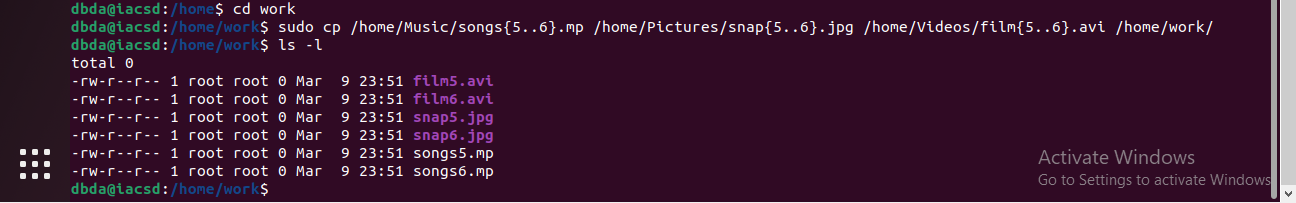 dbda@iacsd:/home$ cd work
dbda@iacsd:/home/work$ sudo cp /home/Music/songs{5..6}.mp /home/Pictures/snap{5..6}.jpg /home/Videos/film{5..6}.avi /home/work/
dbda@iacsd:/home/work$ ls -l
total 0
-rw-r--r-- 1 root root 0 Mar  9 23:51 film5.avi
-rw-r--r-- 1 root root 0 Mar  9 23:51 film6.avi
-rw-r--r-- 1 root root 0 Mar  9 23:51 snap5.jpg
-rw-r--r-- 1 root root 0 Mar  9 23:51 snap6.jpg
-rw-r--r-- 1 root root 0 Mar  9 23:51 songs5.mp
-rw-r--r-- 1 root root 0 Mar  9 23:51 songs6.mp
dbda@iacsd:/home/work$
Activate Windows
Go to Settings to activate Windows